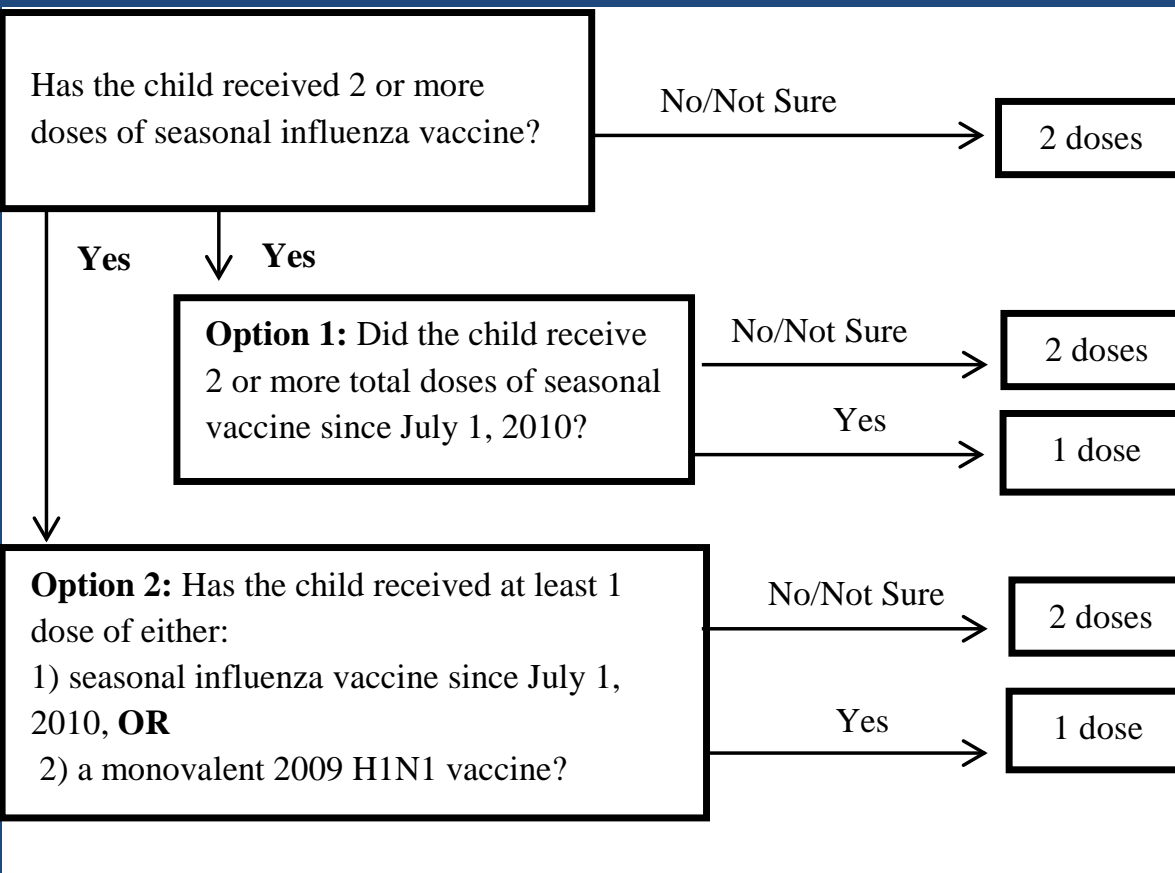 Has the child received 2 or more
doses of seasonal influenza vaccine?
No/Not Sure
2 doses
Yes
Yes
Option 1: Did the child receive
2 or more total doses of seasonal
vaccine since July 1, 2010?
No/Not Sure
2 doses
Yes
1 dose
Option 2: Has the child received at least 1
dose of either:
1) seasonal influenza vaccine since July 1,
2010, OR
2) a monovalent 2009 H1N1 vaccine?
No/Not Sure
2 doses
Yes
1 dose